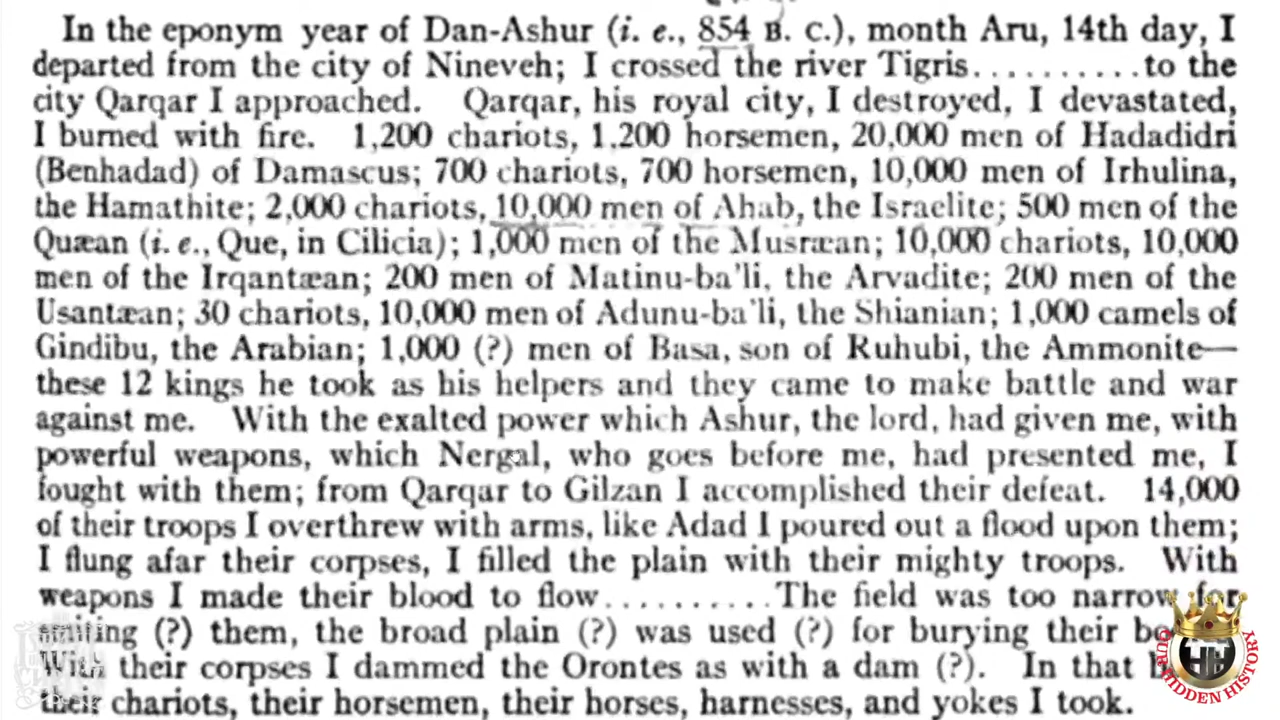 In the eponym year of Dan-Ashur (i. e., 854 B. C.), month Aru, 14th day, I
departed from the city of Nineveh; I crossed the river Tigris..........to the
city Qarqar I approached. Qarqar, his royal city, I destroyed, I devastated,
I burned with fire. 1,200 chariots, 1,200 horsemen, 20,000 men of Hadadidri
(Benhadad) of Damascus; 700 chariots, 700 horsemen, 10,000 men of Irhulina,
the Hamathite; 2,000 chariots, 10,000 men of Ahab, the Israelite; 500 men of the
Quæan (i. e., Que, in Cilicia); 1,000 men of the Musræan; 10,000 chariots, 10,000
men of the Irqantæan; 200 men of Matinu-ba'li, the Arvadite; 200 men of the
Usantæan; 30 chariots, 10,000 men of Adunu-ba'li, the Shianian; 1,000 camels of
Gindibu, the Arabian; 1,000 (?) men of Basa, son of Ruhubi, the Ammonite—
these 12 kings he took as his helpers and they came to make battle and war
against me. With the exalted power which Ashur, the lord, had given me, with
powerful weapons, which Nergal, who goes before me, had presented me, I
fought with them; from Qarqar to Gilzan I accomplished their defeat. 14,000
of their troops I overthrew with arms, like Adad I poured out a flood upon them;
I flung afar their corpses, I filled the plain with their mighty troops. With
weapons I made their blood to flow..........The field was too narrow for
(?) them, the broad plain (?) was used (?) for burying their
With their corpses I dammed the Orontes as with a dam (?). In that
their chariots, their horsemen, their horses, harnesses, and yokes I took.
HH
OUR HIDDEN HISTORY